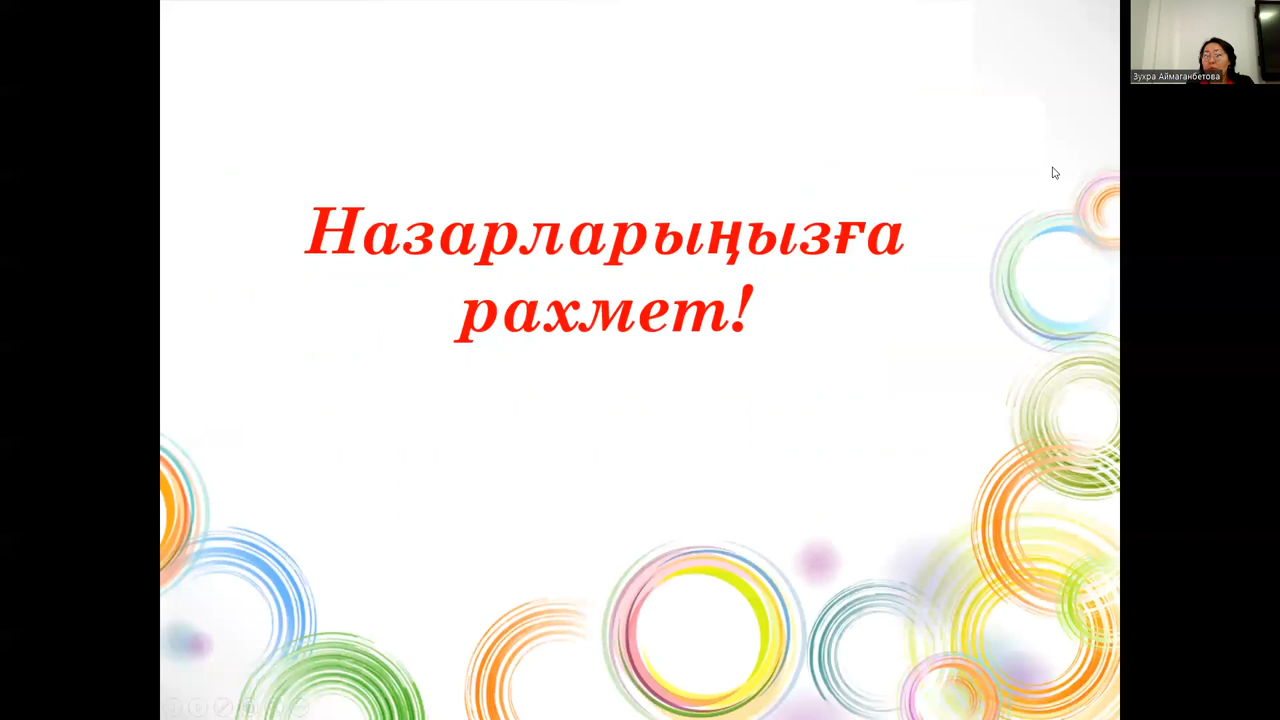 Назарларыңызға
рахмет!
Зухра Аймаганбетова